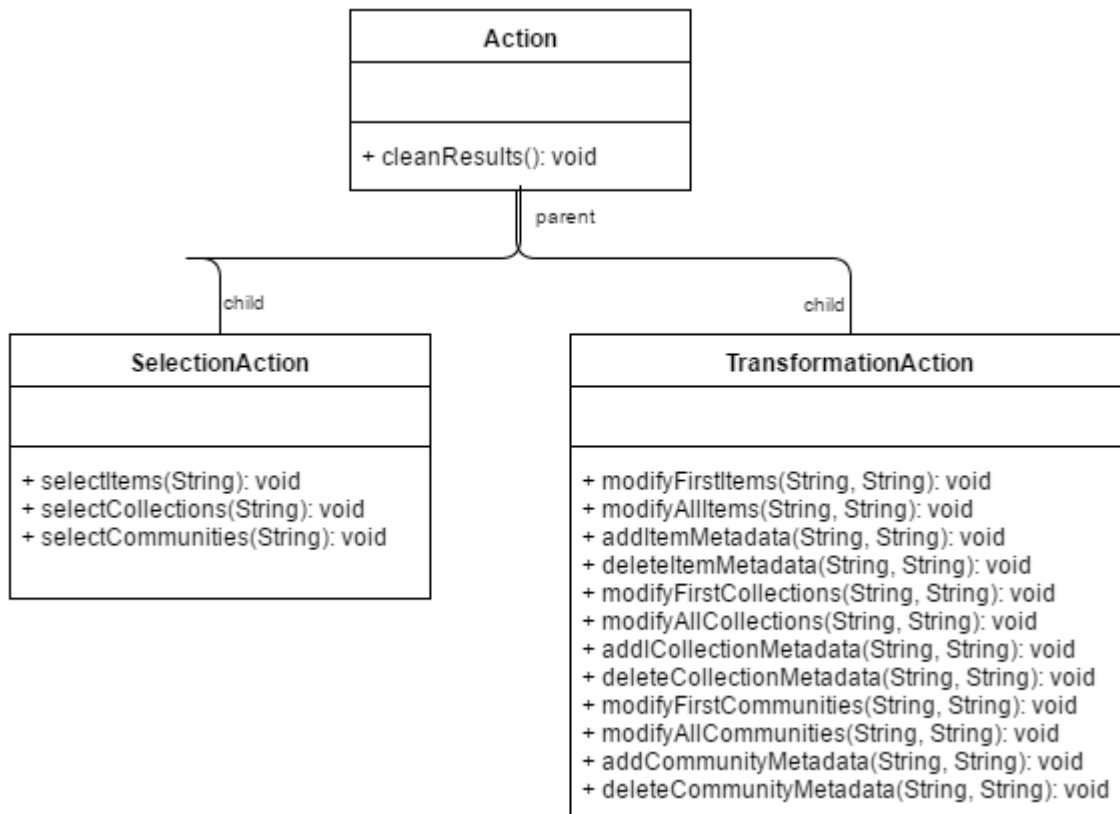 Action
+ cleanResults(): void
parent
child
child
SelectionAction
+ selectItems(String): void
+ selectCollections(String): void
+ selectCommunities(String): void
TransformationAction
+ modifyFirstItems(String, String): void
+ modifyAllItems(String, String): void
+ addItemMetadata(String, String): void
+ deleteItemMetadata(String, String): void
+ modifyFirstCollections(String, String): void
+ modifyAllCollections(String, String): void
+ addlCollectionMetadata(String, String): void
+ deleteCollectionMetadata(String, String): void
+ modifyFirstCommunities(String, String): void
+ modifyAllCommunities(String, String): void
+ addCommunityMetadata(String, String): void
+ deleteCommunityMetadata(String, String): void